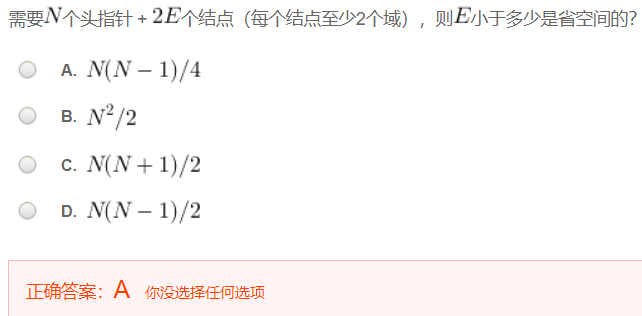 需要N个头指针 + 2E个结点（每个结点至少2个域），则E小于多少是省空间的？
A. N(N − 1)/4
B. N²/2
C. N(N + 1)/2
D. N(N − 1)/2
正确答案：A 你没选择任何选项